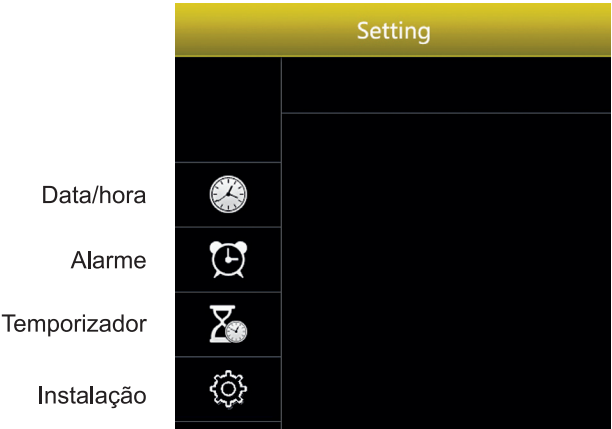 Setting
Data/hora
Alarme
Temporizador
Instalação